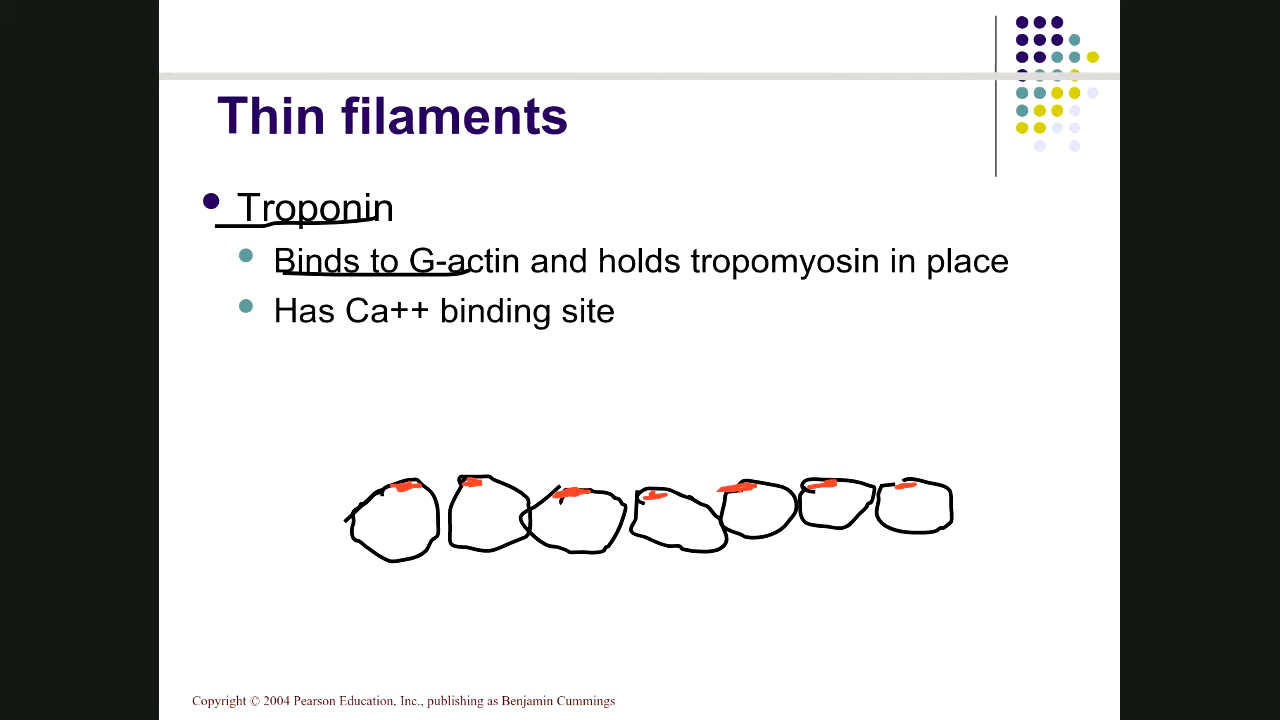 Thin filaments
Troponin
Binds to G-actin and holds tropomyosin in place
Has Ca++ binding site
Copyright © 2004 Pearson Education, Inc., publishing as Benjamin Cummings